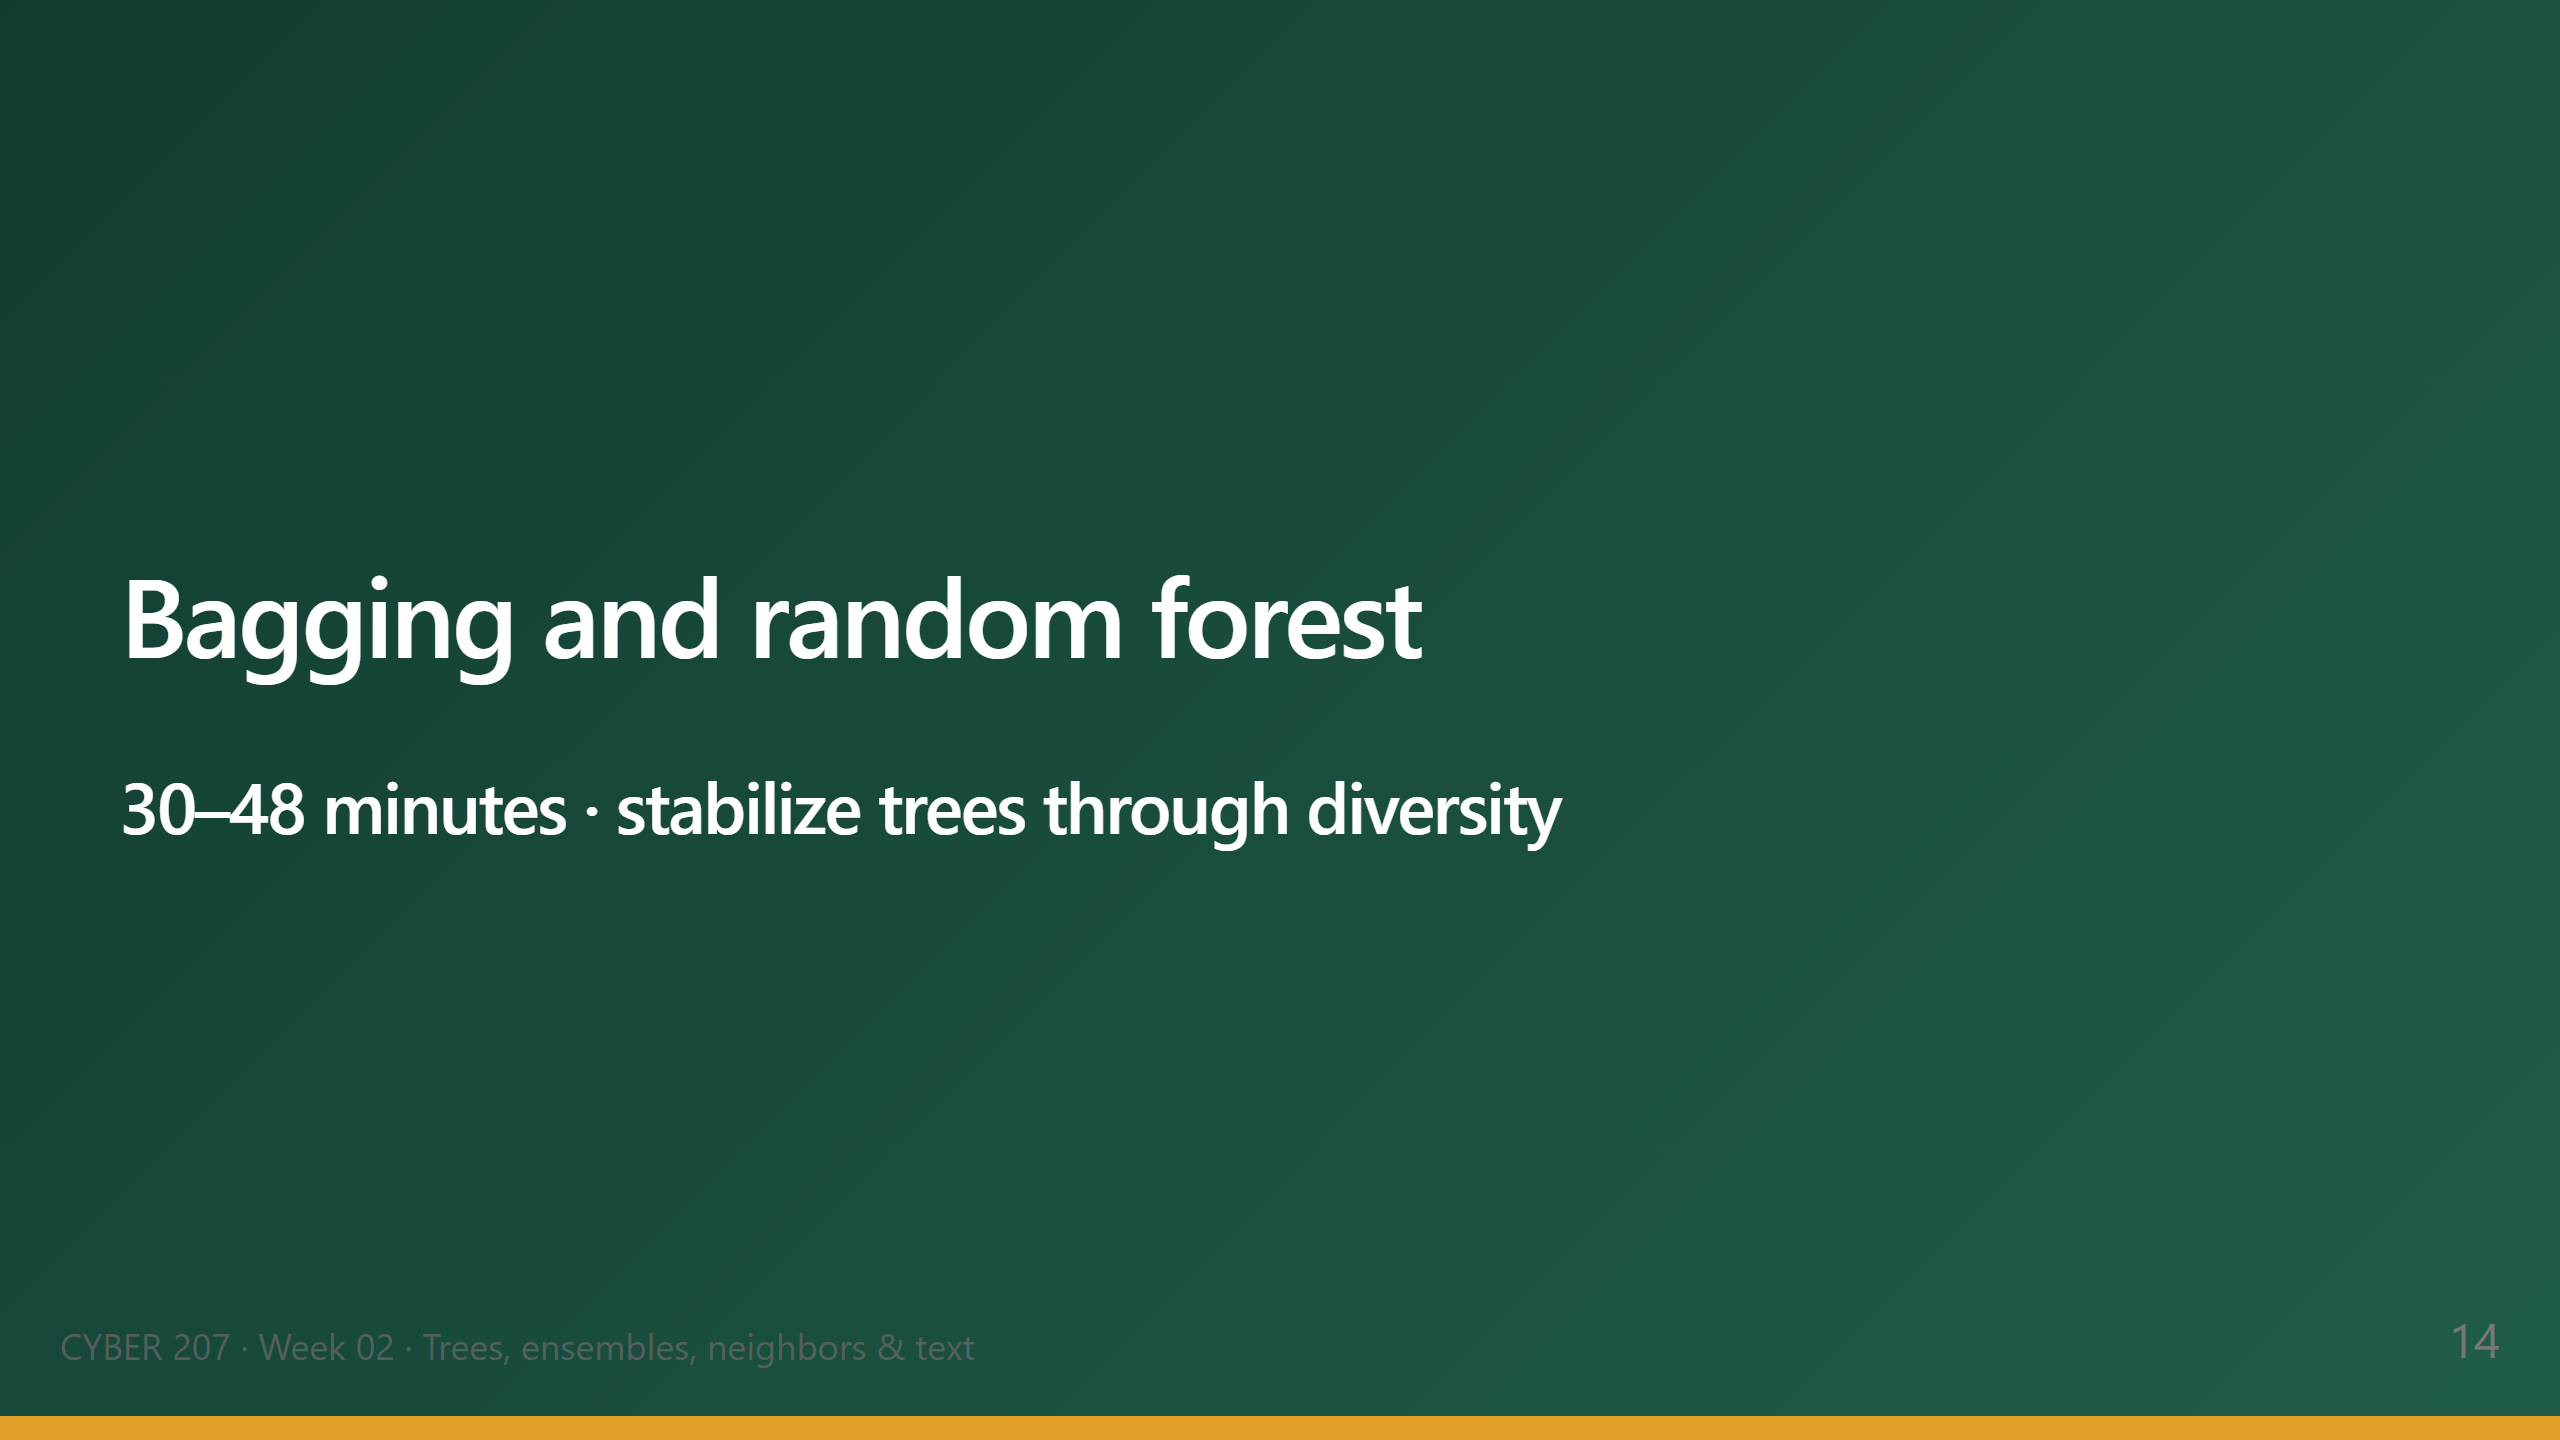 Bagging and random forest
30–48 minutes · stabilize trees through diversity
CYBER 207 · Week 02 · Trees, ensembles, neighbors & text
14